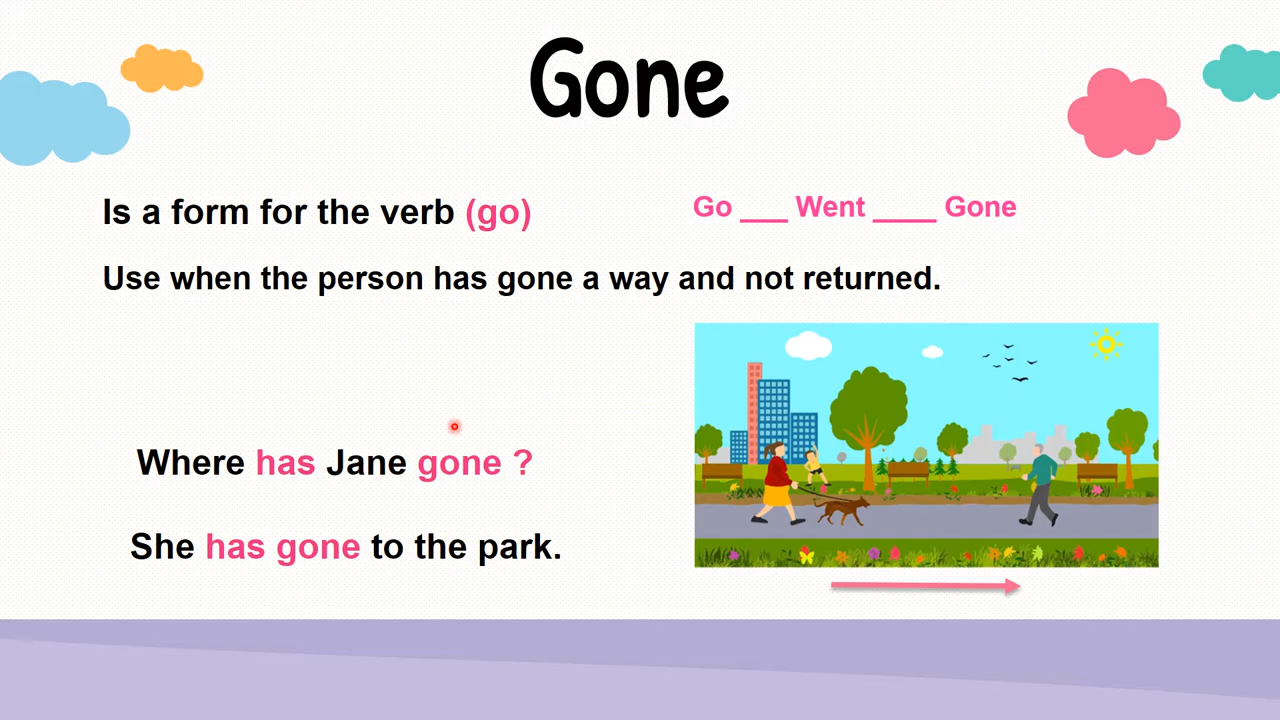 Gone
Is a form for the verb (go)
Go ___ Went ____ Gone
Use when the person has gone a way and not returned.
Where has Jane gone ?
She has gone to the park.